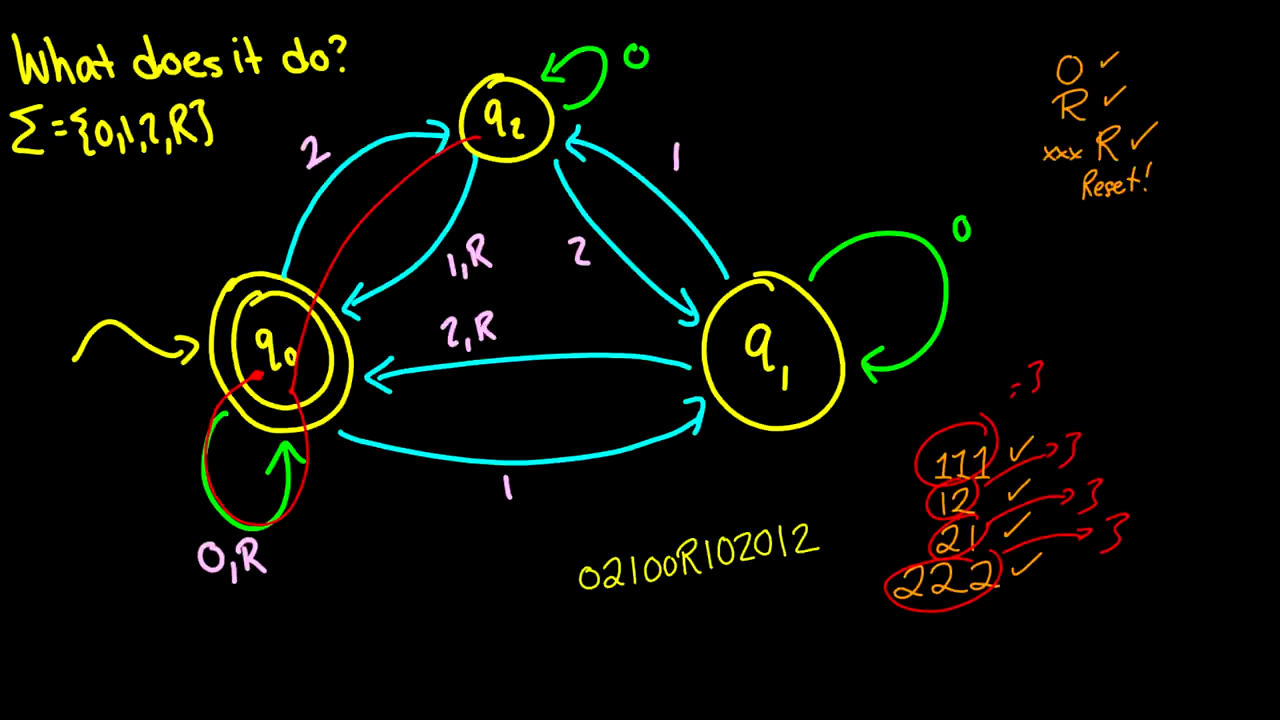 What does it do?
Σ={0,1,2,R}
0
q₂
2
1
1,R
2
2,R
0
q₀
q₁
1
0,R
02100R102012
0 ✓
R ✓
xxx R ✓
Reset!
=3
111 ✓ 3
12 ✓
21 ✓ 3
222 ✓ 3